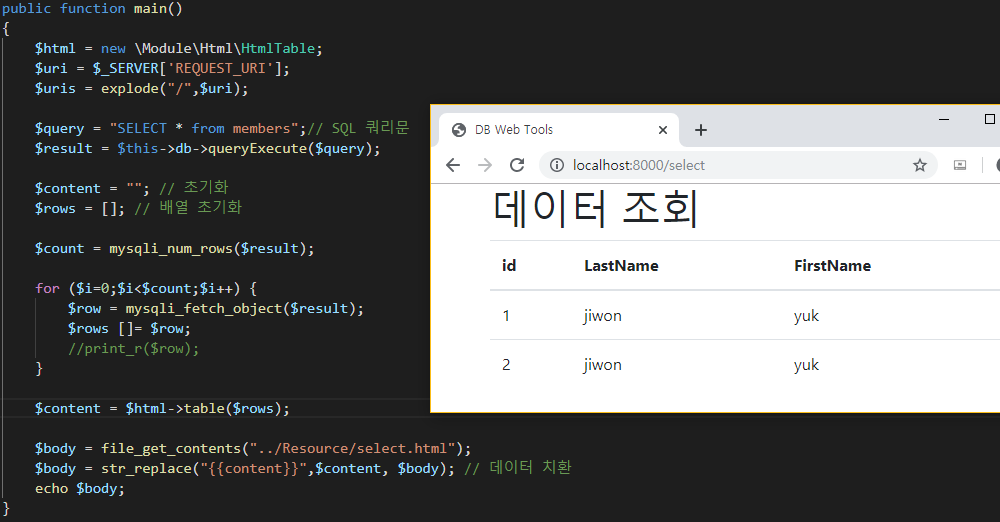 public function main()
{
    $html = new \Module\Html\HtmlTable;
    $uri = $_SERVER['REQUEST_URI'];
    $uris = explode("/",$uri);
    $query = "SELECT * from members";// SQL 쿼리문
    $result = $this->db->queryExecute($query);
    $content = ""; // 초기화
    $rows = []; // 배열 초기화
    $count = mysqli_num_rows($result);
    for ($i=0;$i<$count;$i++) {
        $row = mysqli_fetch_object($result);
        $rows []= $row;
        //print_r($row);
    }
    $content = $html->table($rows);
    $body = file_get_contents("../Resource/select.html");
    $body = str_replace("{{content}}",$content, $body); // 데이터 치환
    echo $body;
}
DB Web Tools
localhost:8000/select
데이터 조회
id LastName FirstName
1 jiwon yuk
2 jiwon yuk